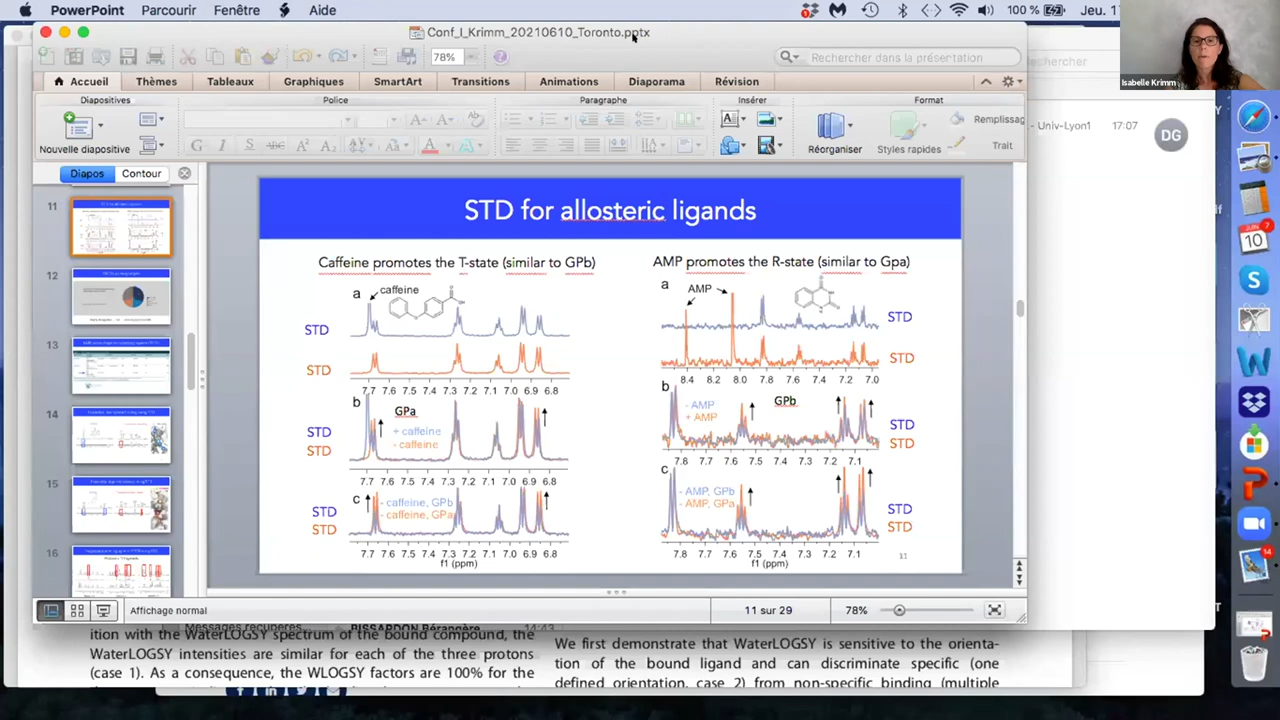 PowerPoint Parcourir Fenêtre Aide
100 % Jeu. 1
Conf_I_Krimm_20210610_Toronto.pptx
78% Rechercher dans la présentation
Isabelle Krimm
Accueil Thèmes Tableaux Graphiques SmartArt Transitions Animations Diaporama Révision
Diapositives Police Paragraphe Insérer Format
Nouvelle diapositive
G I S abc A² A₂
Réorganiser Styles rapides
Remplissag
Trait
- Univ-Lyon1 17:07 DG
Diapos Contour
11
12
13
14
15
16
STD for allosteric ligands
Caffeine promotes the T-state (similar to GPb)
a caffeine
STD
STD
7.7 7.6 7.5 7.4 7.3 7.2 7.1 7.0 6.9 6.8
b GPa
STD + caffeine
STD - caffeine
7.7 7.6 7.5 7.4 7.3 7.2 7.1 7.0 6.9 6.8
c
STD - caffeine, GPb
STD - caffeine, GPa
7.7 7.6 7.5 7.4 7.3 7.2 7.1 7.0 6.9 6.8
f1 (ppm)
AMP promotes the R-state (similar to Gpa)
a AMP
STD
STD
8.4 8.2 8.0 7.8 7.6 7.4 7.2 7.0
b GPb
- AMP STD
+ AMP STD
7.8 7.7 7.6 7.5 7.4 7.3 7.2 7.1
c
- AMP, GPb STD
- AMP, GPa STD
7.8 7.7 7.6 7.5 7.4 7.3 7.2 7.1
f1 (ppm)
11
Affichage normal 11 sur 29 78%
BISSARDON Bérangère 14:43
ition with the WaterLOGSY spectrum of the bound compound, the
WaterLOGSY intensities are similar for each of the three protons
(case 1). As a consequence, the WLOGSY factors are 100% for the
We first demonstrate that WaterLOGSY is sensitive to the orienta-
tion of the bound ligand and can discriminate specific (one
defined orientation, case 2) from non-specific binding (multiple
JUN 7
10
14